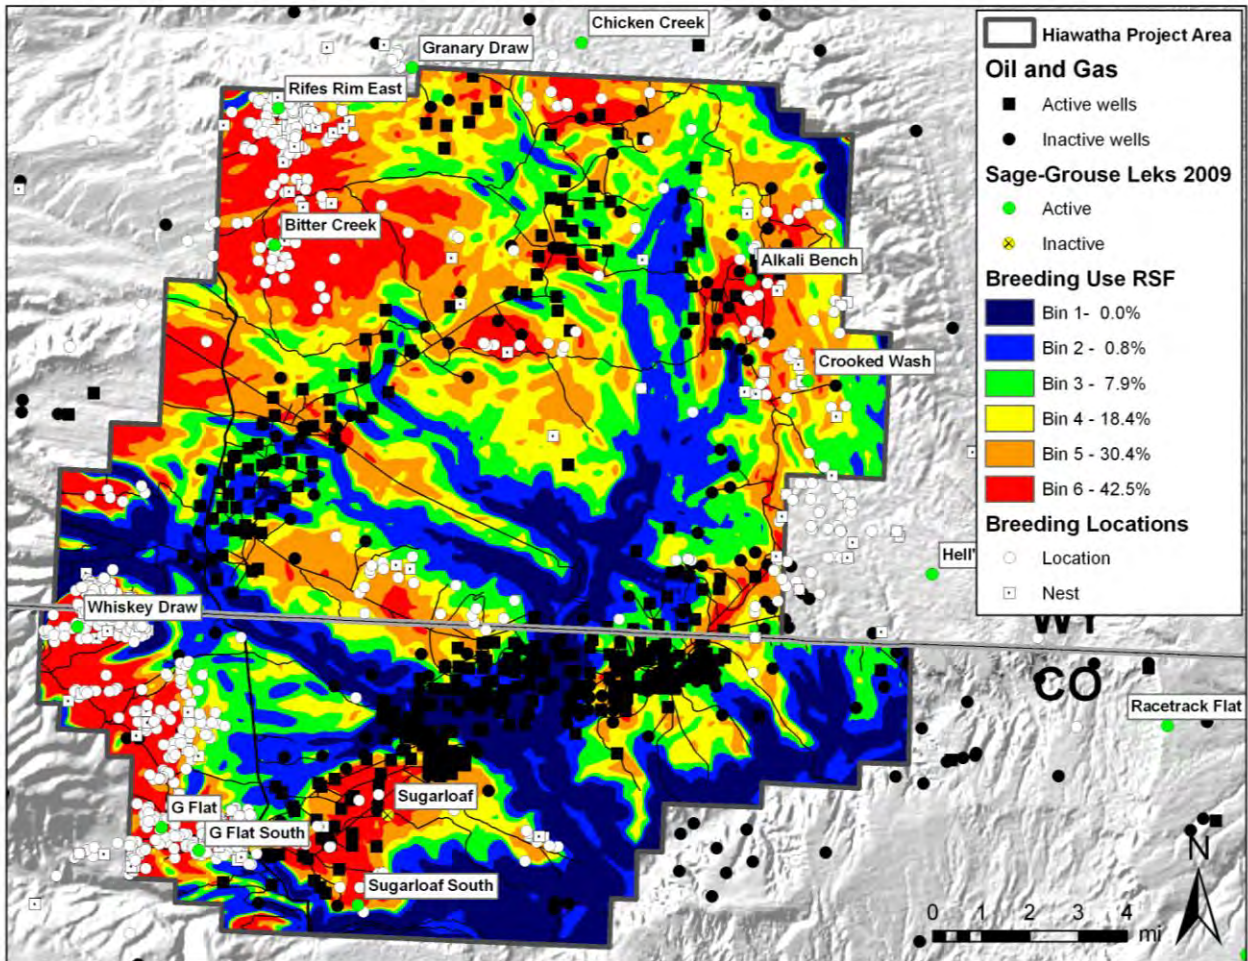 Chicken Creek
Granary Draw
Rifes Rim East
Bitter Creek
Alkali Bench
Crooked Wash
Hell'
Whiskey Draw
WY
CO
Racetrack Flat
Sugarloaf
G Flat
G Flat South
Sugarloaf South
Hiawatha Project Area
Oil and Gas
Active wells
Inactive wells
Sage-Grouse Leks 2009
Active
Inactive
Breeding Use RSF
Bin 1- 0.0%
Bin 2 - 0.8%
Bin 3 - 7.9%
Bin 4 - 18.4%
Bin 5 - 30.4%
Bin 6 - 42.5%
Breeding Locations
Location
Nest
N
0 1 2 3 4
mi